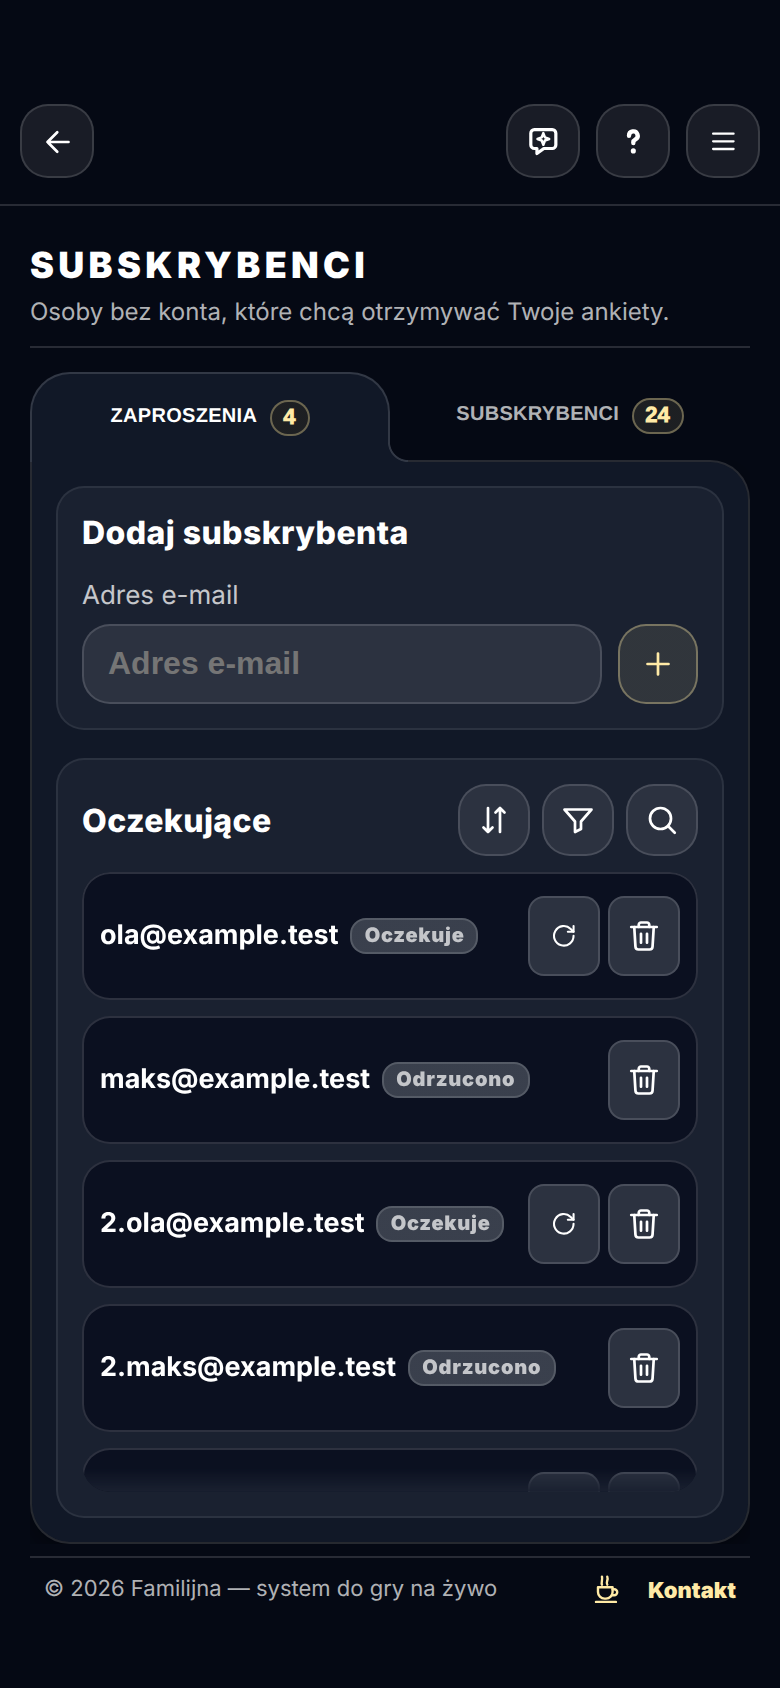 SUBSKRYBENCI
Osoby bez konta, które chcą otrzymywać Twoje ankiety.
ZAPROSZENIA 4 SUBSKRYBENCI 24
Dodaj subskrybenta
Adres e-mail
Adres e-mail
Oczekujące
ola@example.test Oczekuje
maks@example.test Odrzucono
2.ola@example.test Oczekuje
2.maks@example.test Odrzucono
© 2026 Familijna — system do gry na żywo Kontakt